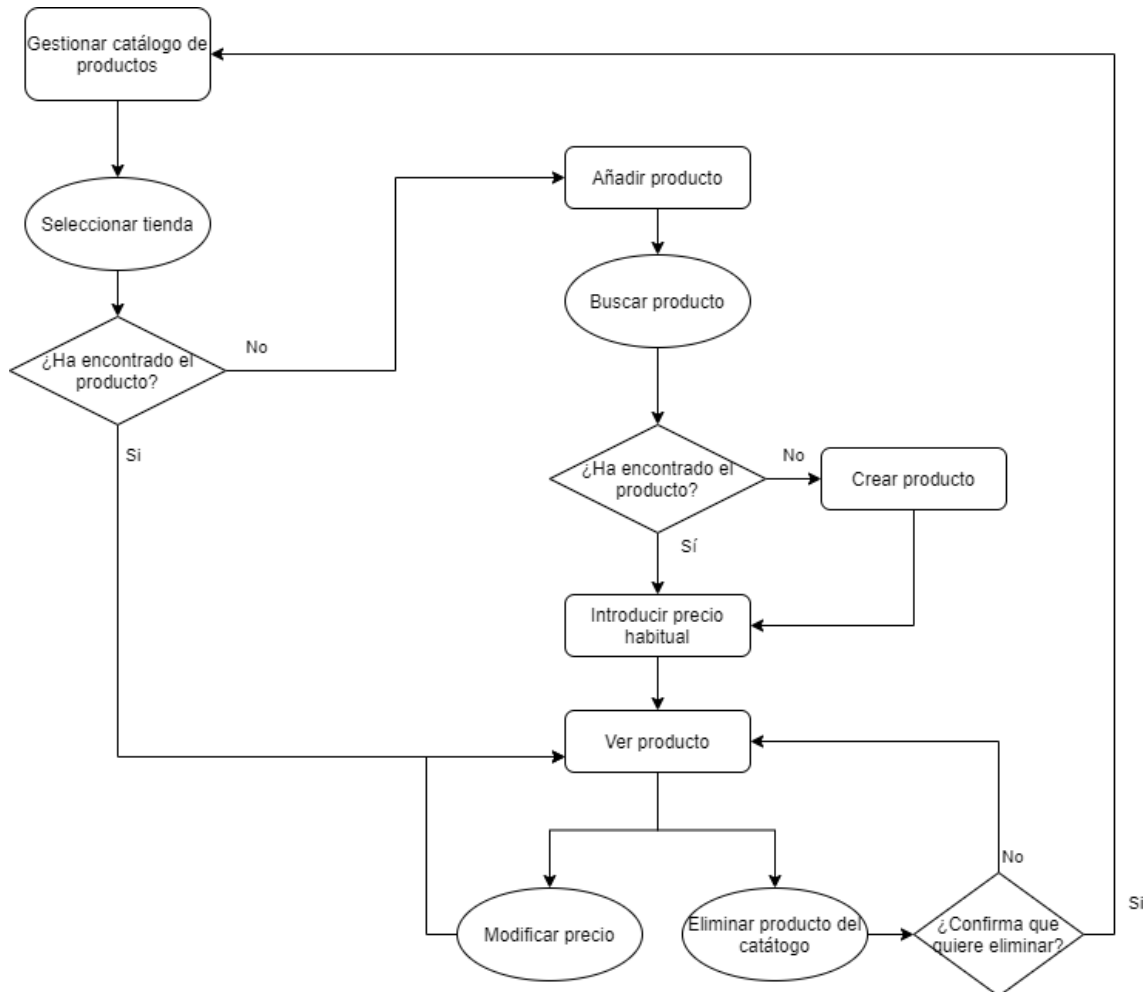 Gestionar catálogo de
productos
Seleccionar tienda
¿Ha encontrado el
producto?
No
Si
Añadir producto
Buscar producto
¿Ha encontrado el
producto?
No
Crear producto
Sí
Introducir precio
habitual
Ver producto
Modificar precio
Eliminar producto del
catátogo
¿Confirma que
quiere eliminar?
No
Si